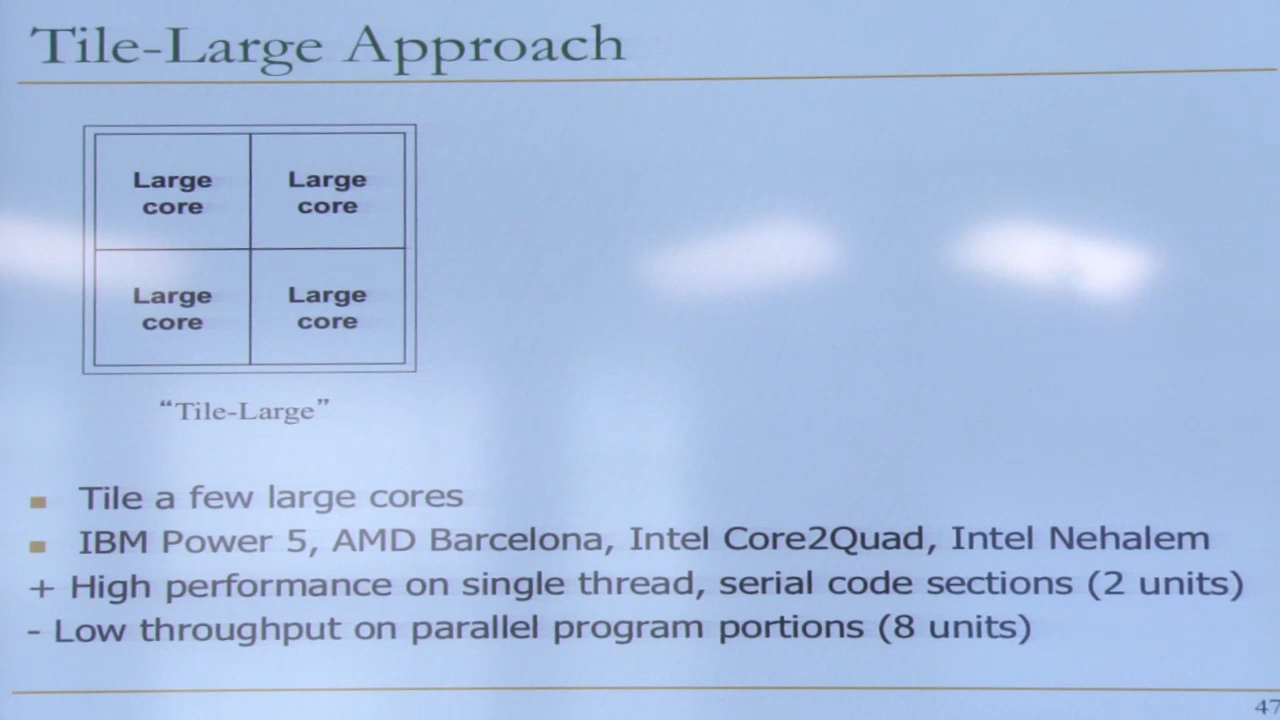 Tile-Large Approach
Large core
Large core
Large core
Large core
“Tile-Large”
Tile a few large cores
IBM Power 5, AMD Barcelona, Intel Core2Quad, Intel Nehalem
+ High performance on single thread, serial code sections (2 units)
- Low throughput on parallel program portions (8 units)
47